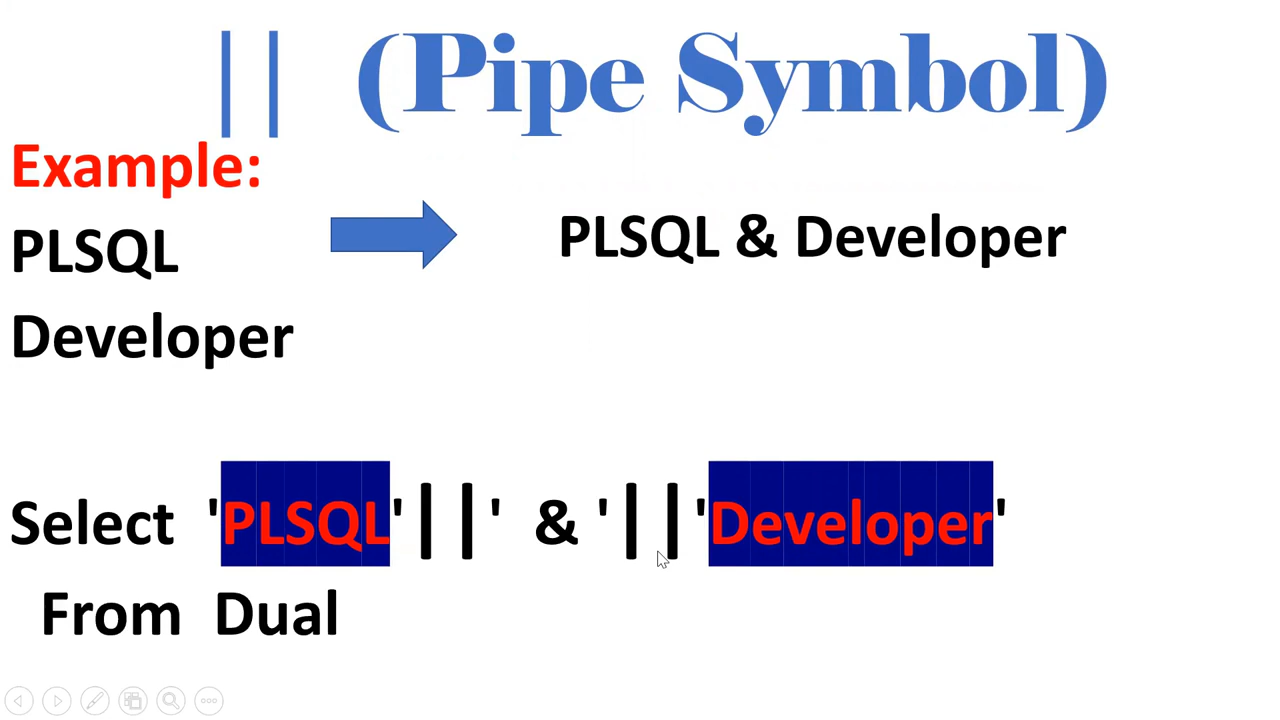 || (Pipe Symbol)
Example:
PLSQL
PLSQL & Developer
Developer
Select 'PLSQL'||' & '||'Developer'
From Dual